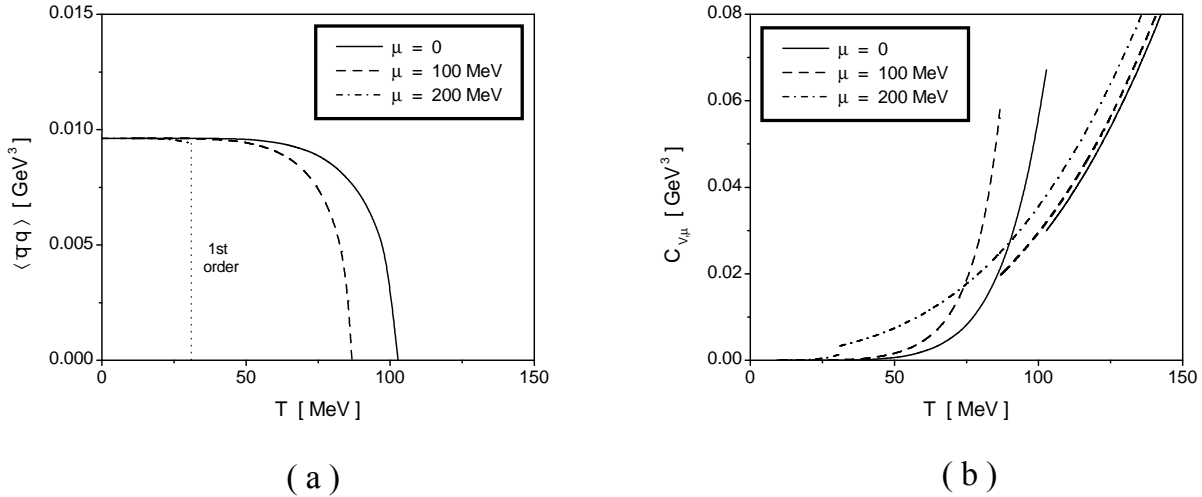 0.015
0.010
0.005
0.000
⟨q̅q⟩ [ GeV³ ]
μ = 0
μ = 100 MeV
μ = 200 MeV
1st
order
0 50 100 150
T [ MeV ]
( a )
0.08
0.06
0.04
0.02
0.00
C V,μ [ GeV³ ]
μ = 0
μ = 100 MeV
μ = 200 MeV
0 50 100 150
T [ MeV ]
( b )